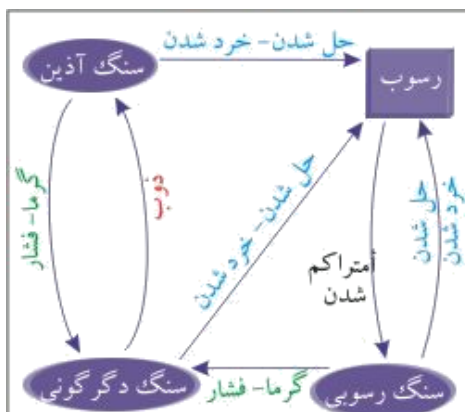 حل شدن- خرد شدن
رسوب
سنگ آذین
گرما- فشار
ذوب
حل شدن- خرد شدن
أمتراکم
شدن
حل شدن
خرد شدن
سنگ رسوبی
گرما- فشار
سنگ دگرگونی